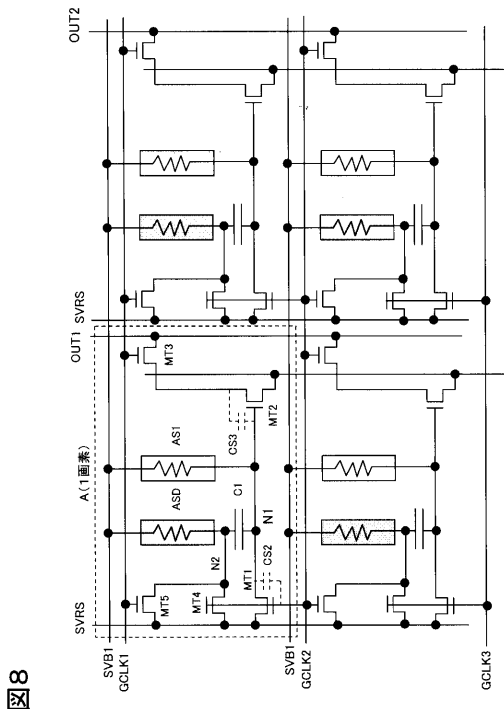 図8
A(1画素)
SVRS
OUT1
SVRS
OUT2
SVB1
GCLK1
MT5
MT4
N2
ASD
AS1
MT3
C1
CS3
N1
MT1
CS2
MT2
SVB1
GCLK2
GCLK3